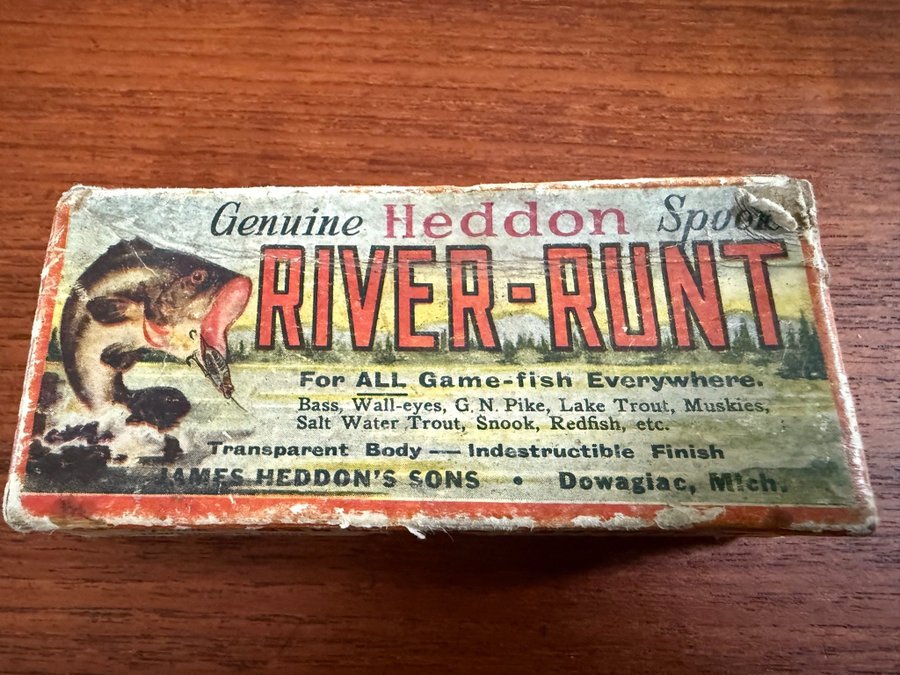 Genuine Heddon Spook
RIVER-RUNT
For ALL Game-fish Everywhere.
Bass, Wall-eyes, G. N. Pike, Lake Trout, Muskies,
Salt Water Trout, Snook, Redfish, etc.
Transparent Body — Indestructible Finish
JAMES HEDDON'S SONS • Dowagiac, Mich.